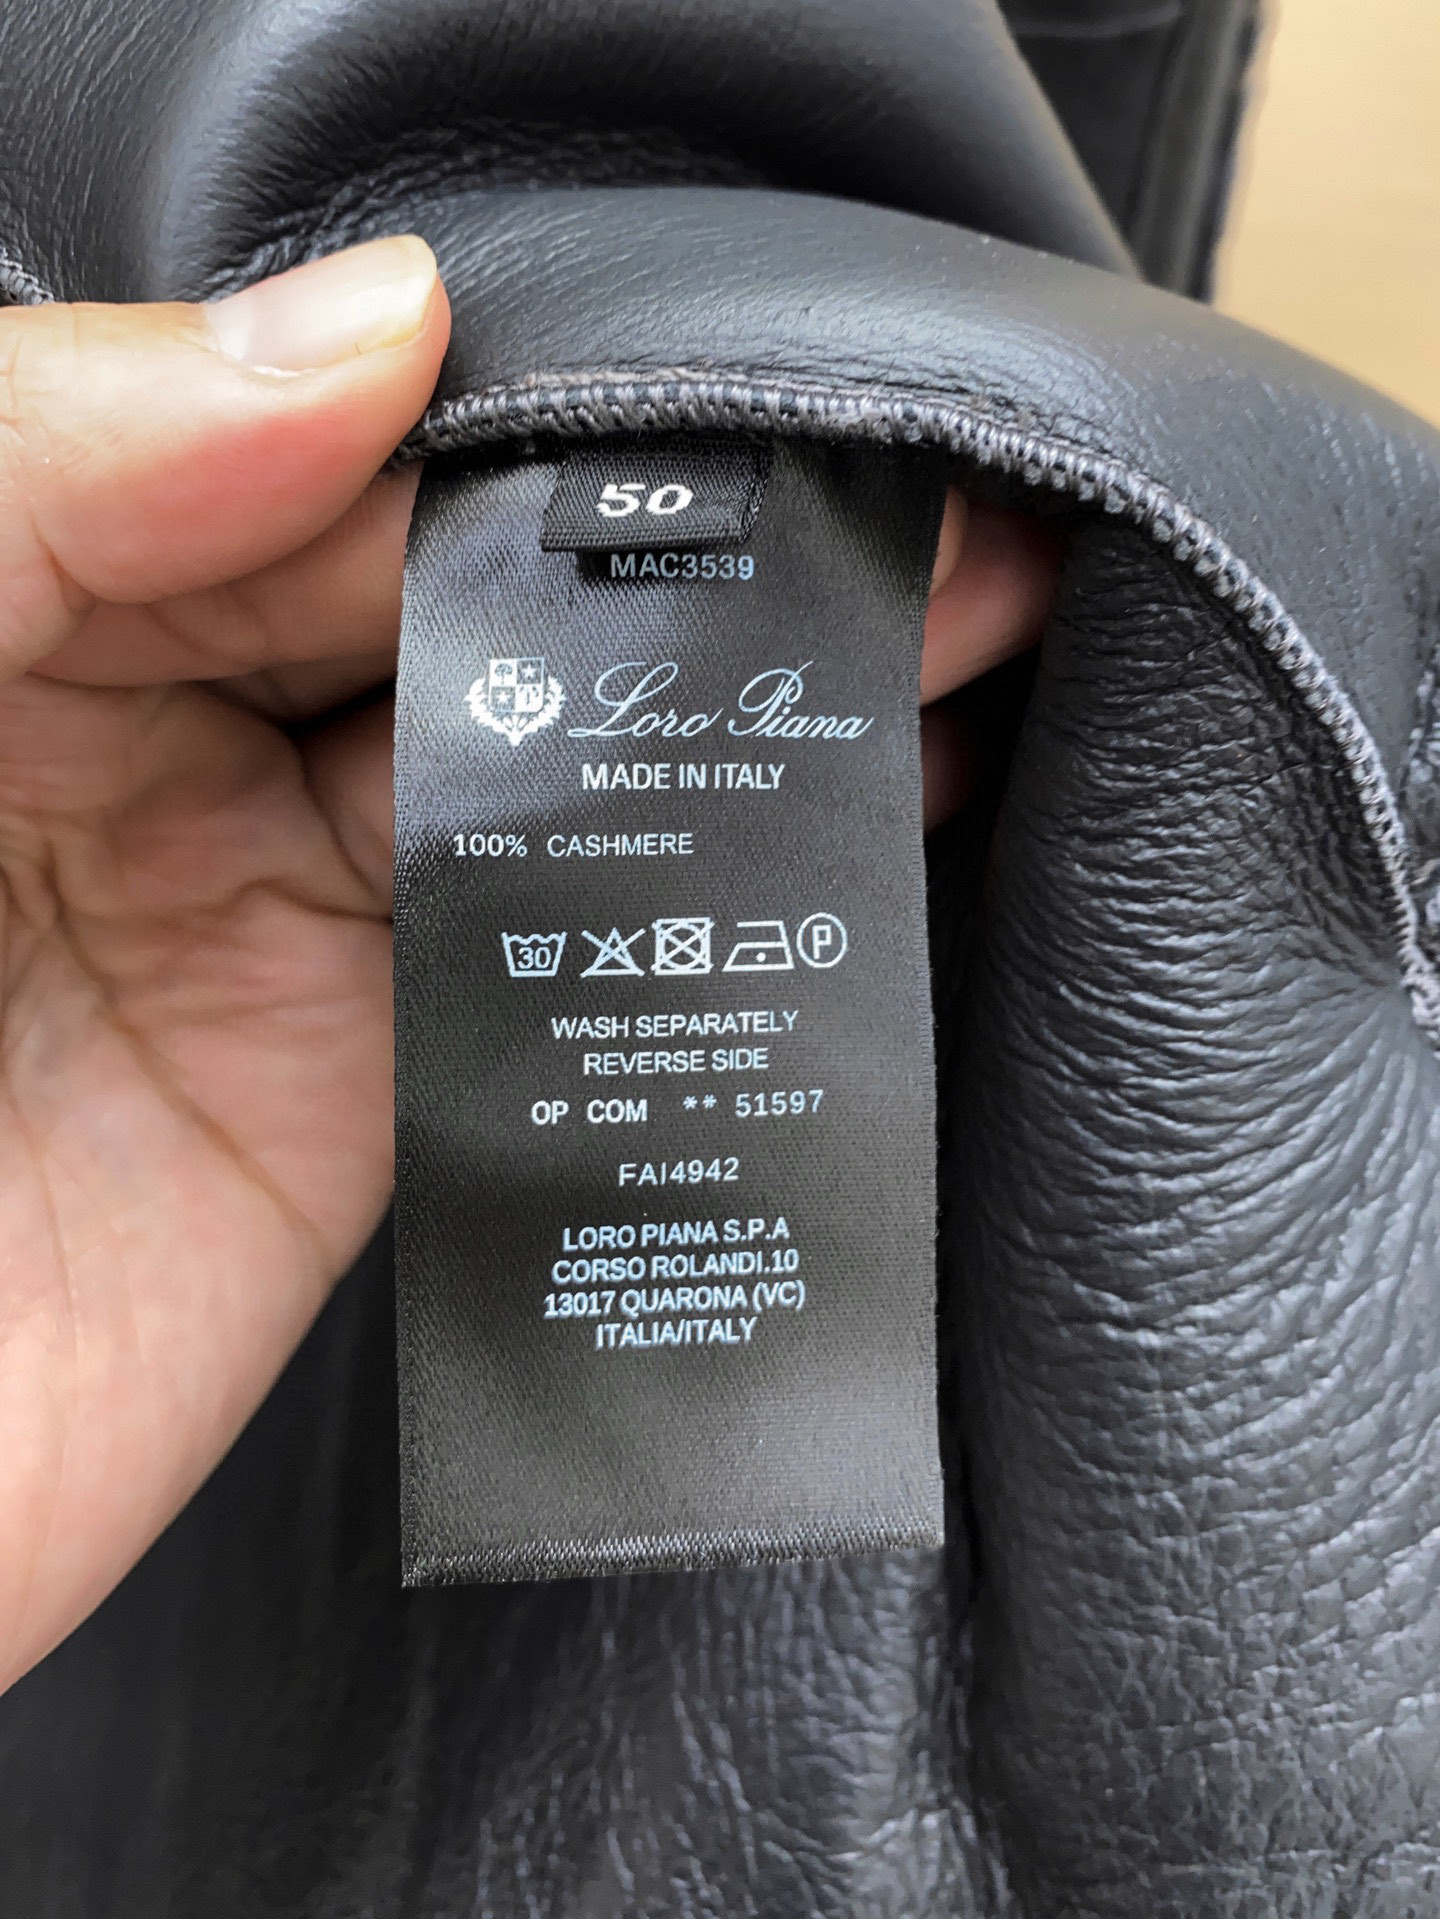 50
MAC3539
Loro Piana
MADE IN ITALY
100% CASHMERE
30 P
WASH SEPARATELY
REVERSE SIDE
OP COM ** 51597
FAI4942
LORO PIANA S.P.A
CORSO ROLANDI.10
13017 QUARONA (VC)
ITALIA/ITALY